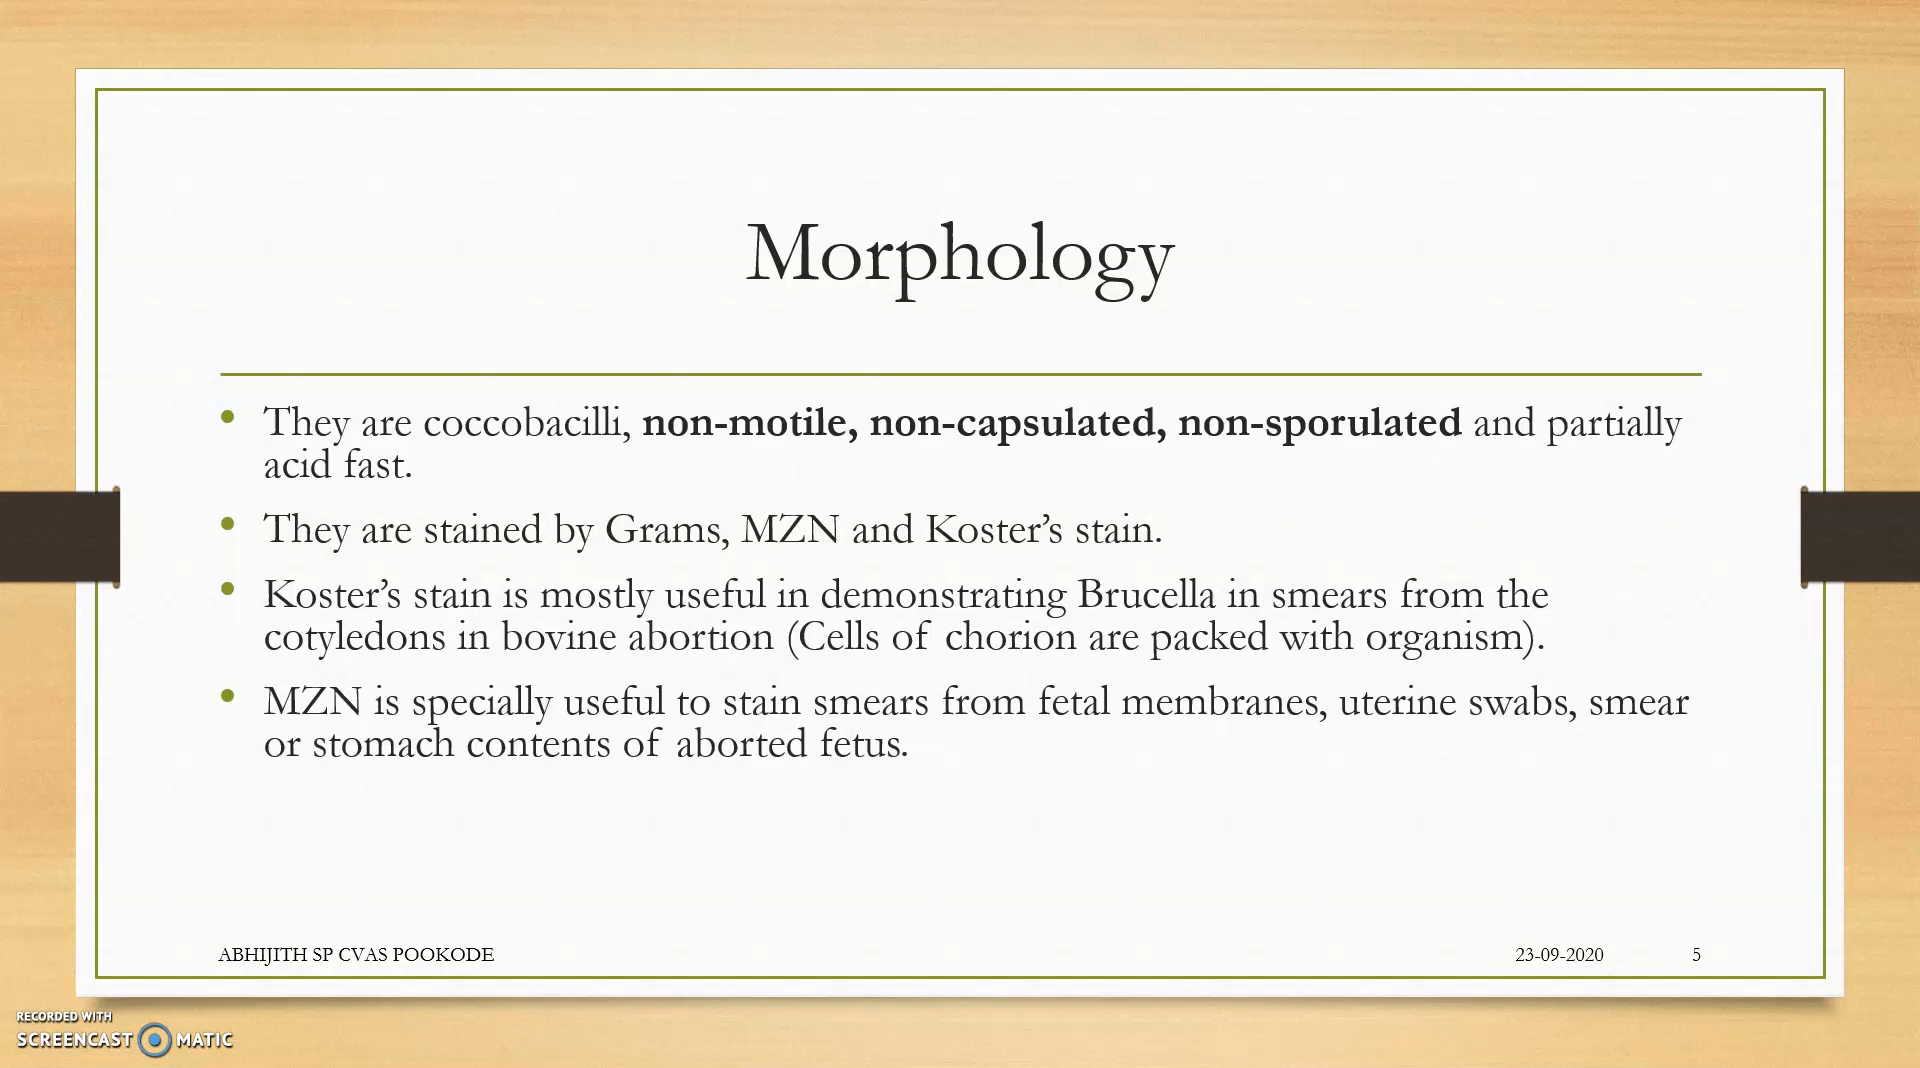 Morphology
• They are coccobacilli, non-motile, non-capsulated, non-sporulated and partially
acid fast.
• They are stained by Grams, MZN and Koster’s stain.
• Koster’s stain is mostly useful in demonstrating Brucella in smears from the
cotyledons in bovine abortion (Cells of chorion are packed with organism).
• MZN is specially useful to stain smears from fetal membranes, uterine swabs, smear
or stomach contents of aborted fetus.
ABHIJITH SP CVAS POOKODE 23-09-2020 5
RECORDED WITH
SCREENCAST MATIC